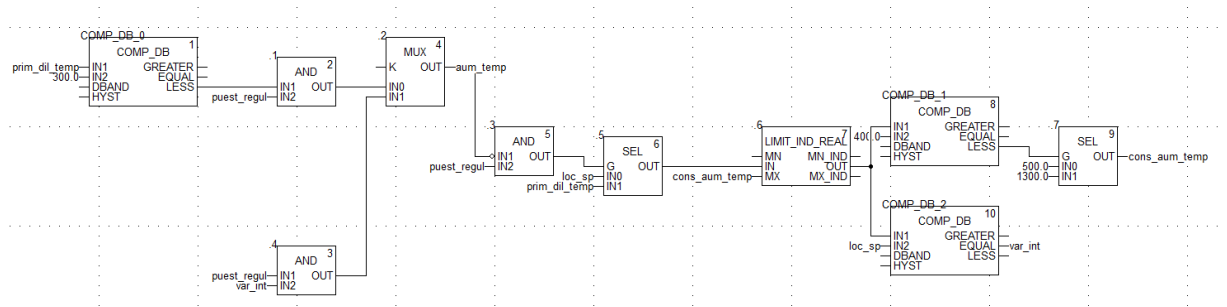 COMP_DB_0
1
COMP_DB
prim_dil_temp IN1 GREATER
300.0 IN2 EQUAL
DBAND LESS
HYST
.1
2
AND
IN1 OUT
puest_regul IN2
.2
4
MUX
K OUT aum_temp
IN0
IN1
.3
5
AND
IN1 OUT
puest_regul IN2
.4
3
AND
puest_regul IN1 OUT
var_int IN2
.5
6
SEL
G OUT
loc_sp IN0
prim_dil_temp IN1
.6
7
LIMIT_IND_REAL
MN MN_IND
IN OUT
cons_aum_temp MX MX_IND
COMP_DB_1
8
COMP_DB
IN1 GREATER
400.0 IN2 EQUAL
DBAND LESS
HYST
.7
9
SEL
G OUT cons_aum_temp
500.0 IN0
1300.0 IN1
COMP_DB_2
10
COMP_DB
IN1 GREATER
loc_sp IN2 EQUAL var_int
DBAND LESS
HYST